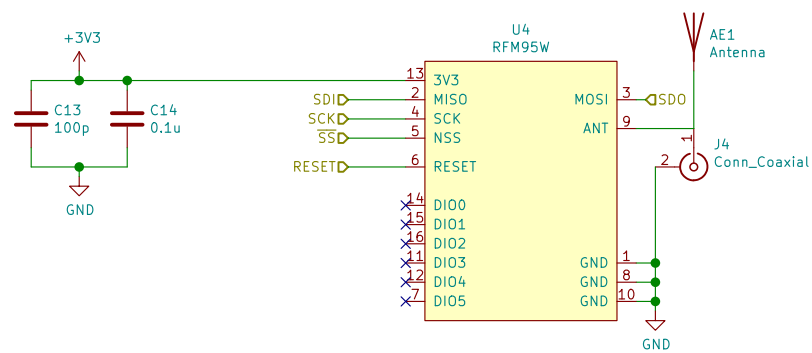 U4
RFM95W
+3V3
AE1
Antenna
C13
100p
C14
0.1u
13 3V3
SDI 2 MISO
MOSI 3 SDO
SCK 4 SCK
SS 5 NSS
ANT 9
RESET 6 RESET
1
J4
2
Conn_Coaxial
GND
14 DIO0
15 DIO1
16 DIO2
11 DIO3
GND 1
12 DIO4
GND 8
7 DIO5
GND 10
GND